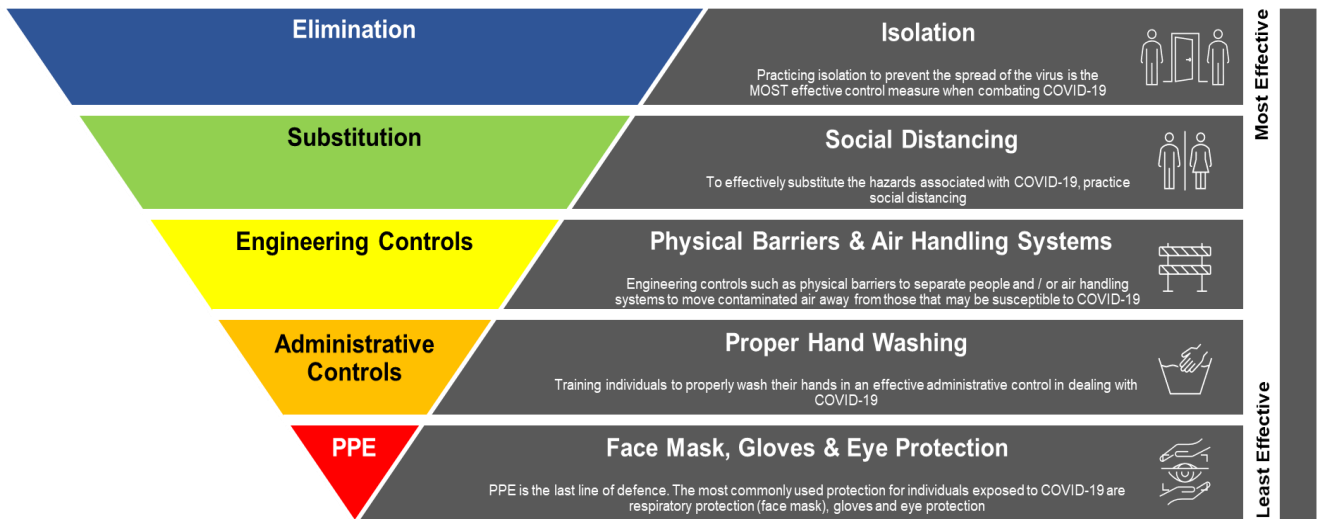 Elimination
Isolation
Practicing isolation to prevent the spread of the virus is the
MOST effective control measure when combating COVID-19
Most Effective
Substitution
Social Distancing
To effectively substitute the hazards associated with COVID-19, practice
social distancing
Engineering Controls
Physical Barriers & Air Handling Systems
Engineering controls such as physical barriers to separate people and / or air handling
systems to move contaminated air away from those that may be susceptible to COVID-19
Administrative
Controls
Proper Hand Washing
Training individuals to properly wash their hands in an effective administrative control in dealing with
COVID-19
PPE
Face Mask, Gloves & Eye Protection
PPE is the last line of defence. The most commonly used protection for individuals exposed to COVID-19 are
respiratory protection (face mask), gloves and eye protection
Least Effective